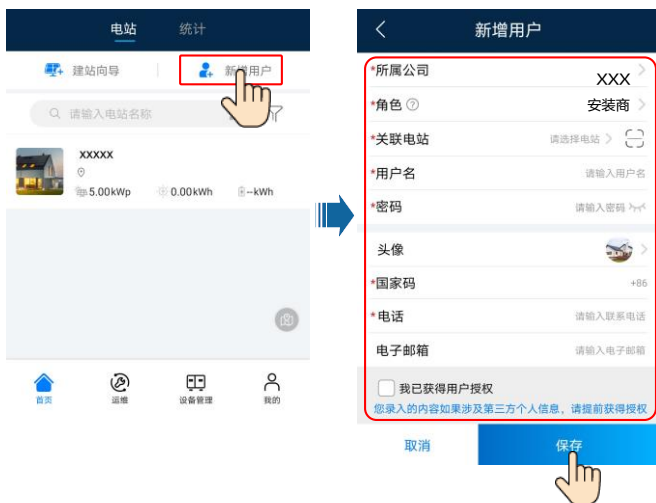 电站 统计
建站向导 新增用户
请输入电站名称
xxxxx
5.00kWp 0.00kWh --kWh
首页 运维 设备管理 我的
新增用户
*所属公司 XXX
*角色 安装商
*关联电站 请选择电站
*用户名 请输入用户名
*密码 请输入密码
头像
*国家码 +86
*电话 请输入联系电话
电子邮箱 请输入电子邮箱
我已获得用户授权
您录入的内容如果涉及第三方个人信息，请提前获得授权
取消 保存